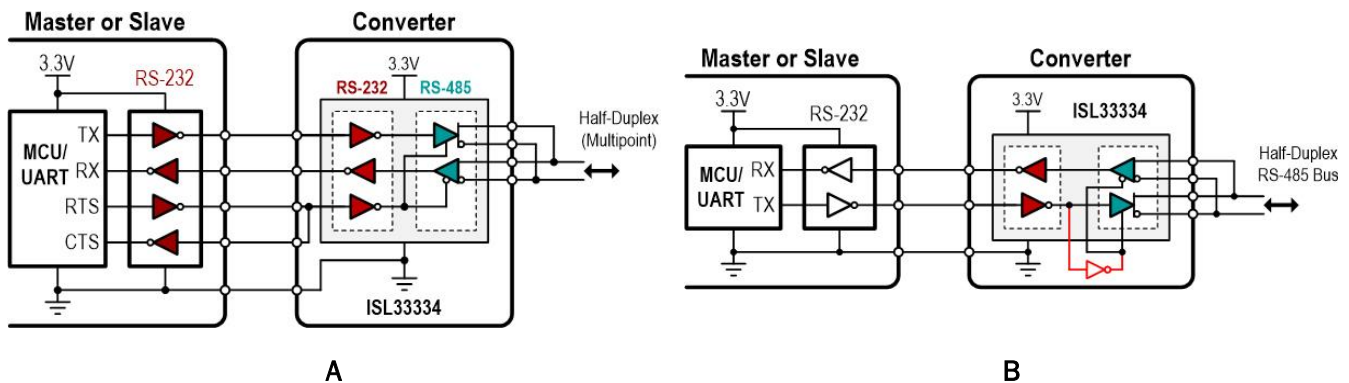 Master or Slave
Converter
3.3V
RS-232
3.3V
RS-232
RS-485
TX
MCU/
UART
RX
RTS
CTS
Half-Duplex
(Multipoint)
ISL33334
A
Master or Slave
Converter
3.3V
RS-232
3.3V
ISL33334
MCU/
UART
RX
TX
Half-Duplex
RS-485 Bus
B